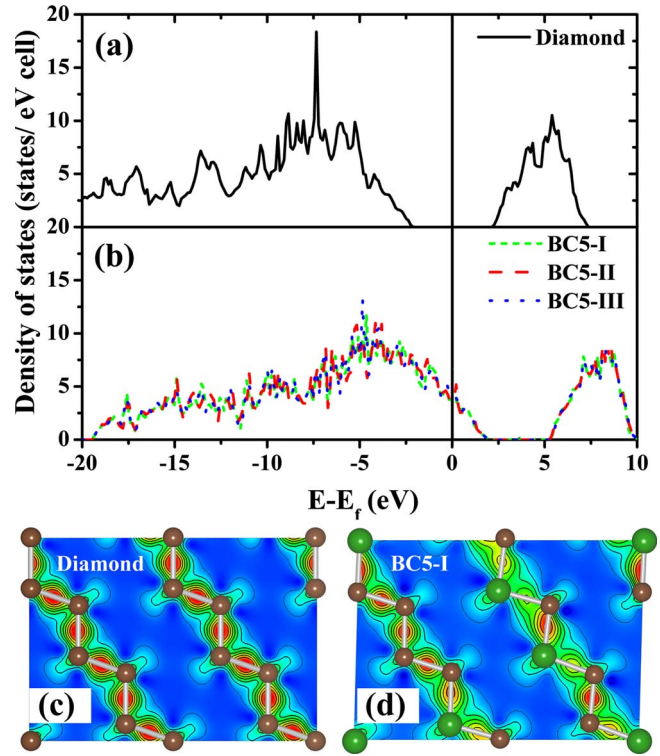 20
(a)
Diamond
15
10
5
20
(b)
BC5-I
BC5-II
BC5-III
15
10
5
0
-20 -15 -10 -5 0 5 10
E-E_f (eV)
Density of states (states/ eV cell)
Diamond
BC5-I
(c)
(d)